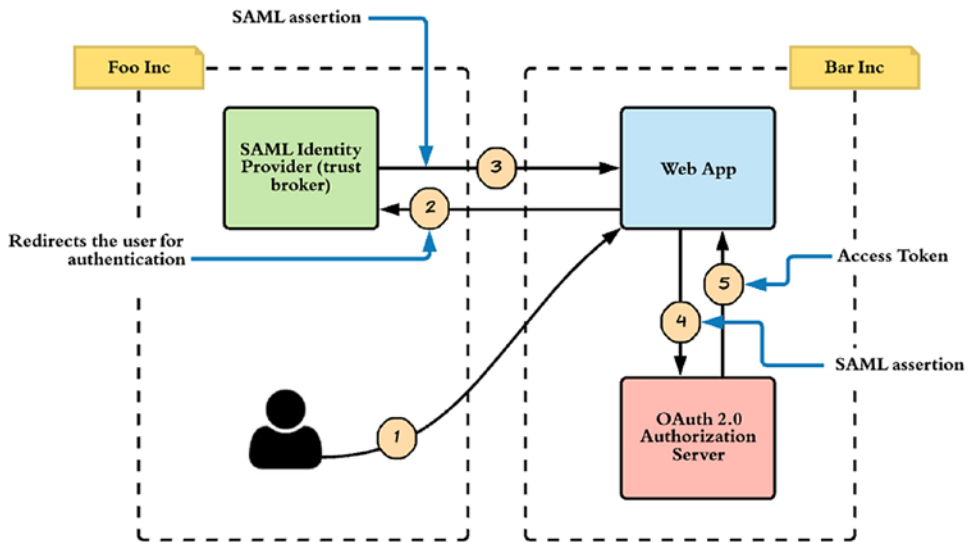 SAML assertion
Foo Inc
Bar Inc
SAML Identity
Provider (trust
broker)
3
Web App
2
Redirects the user for
authentication
Access Token
5
4
SAML assertion
OAuth 2.0
Authorization
Server
1